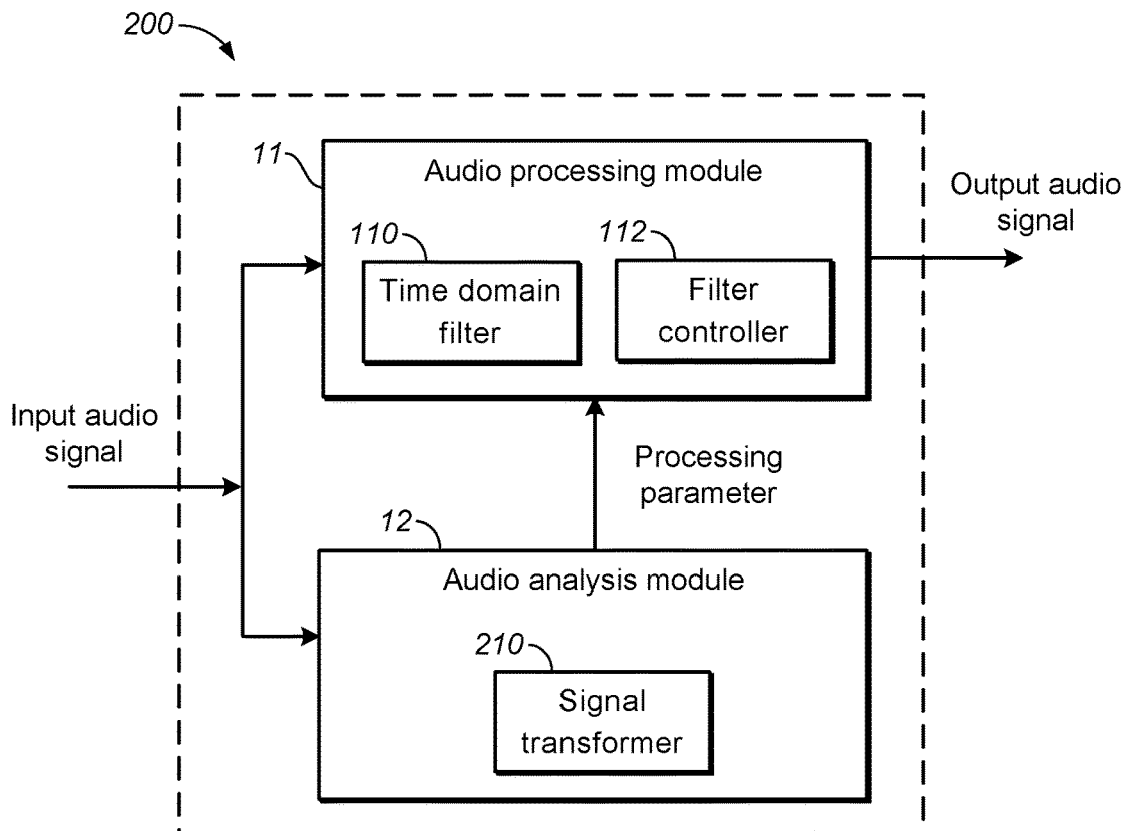 200
11
Audio processing module
Output audio
signal
110
112
Time domain
filter
Filter
controller
Input audio
signal
Processing
parameter
12
Audio analysis module
210
Signal
transformer